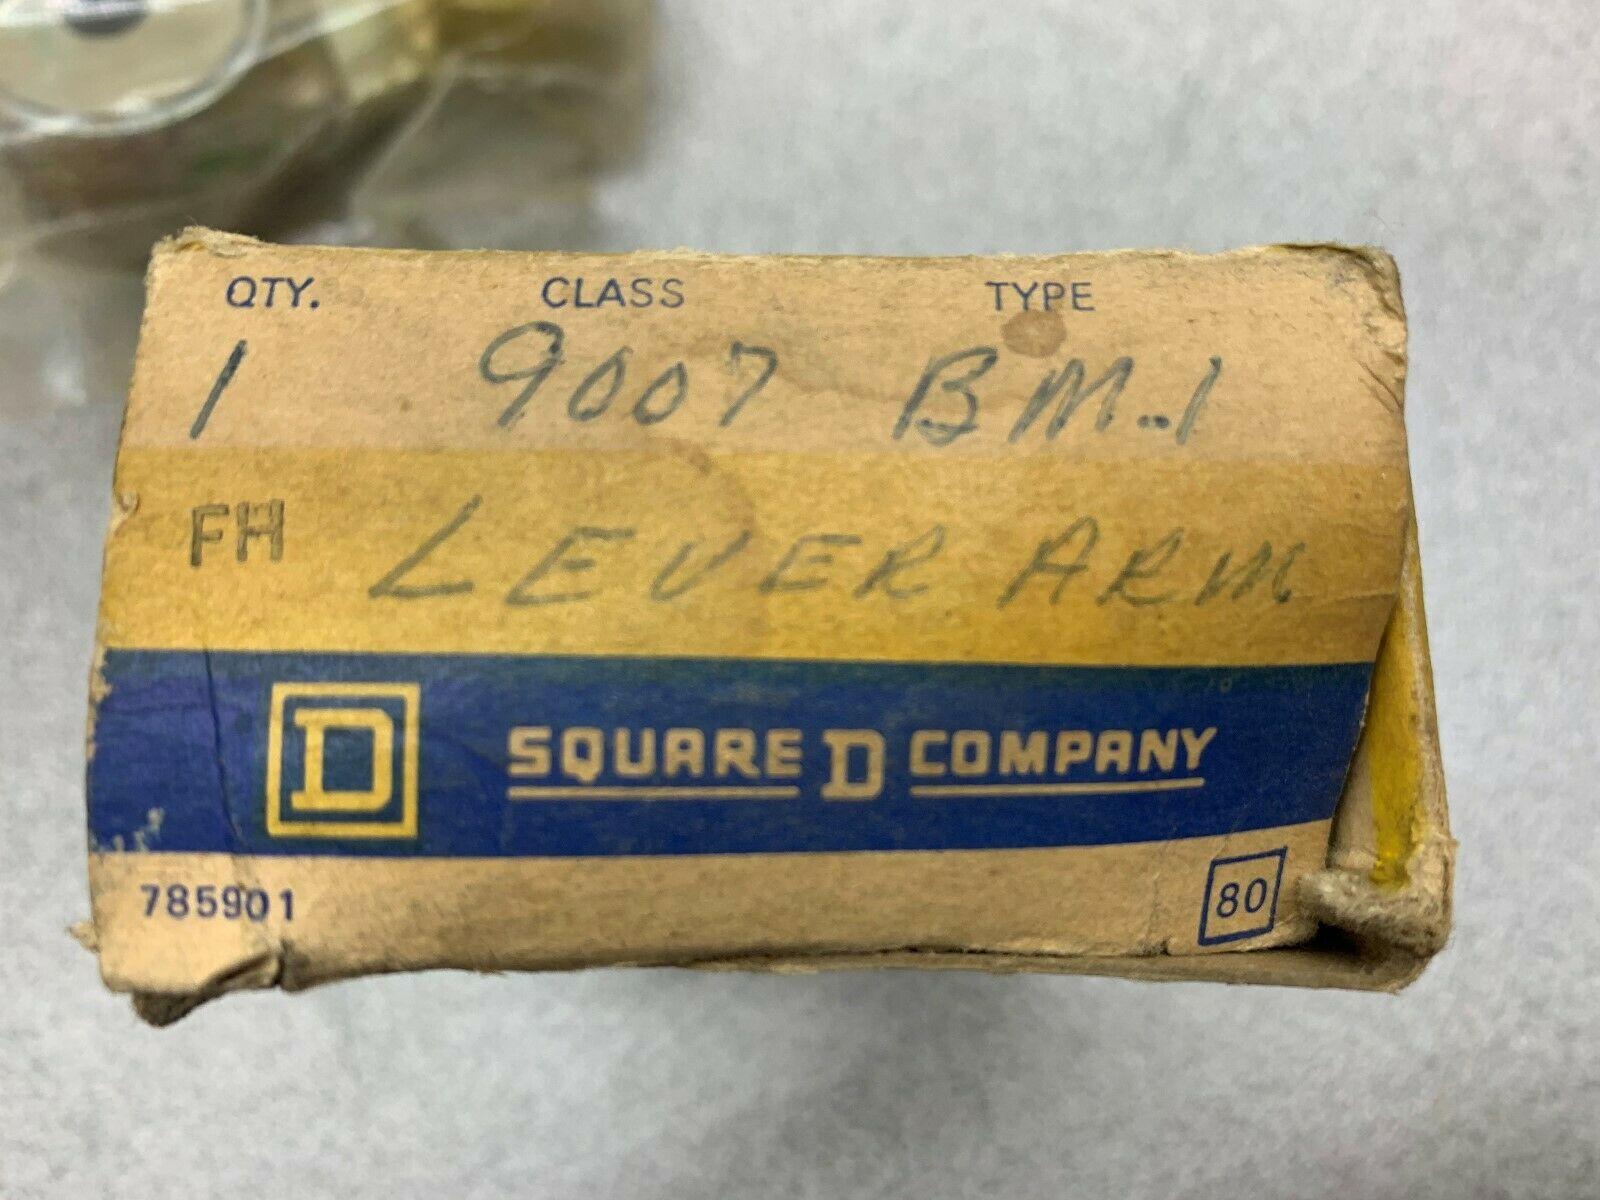 QTY. CLASS TYPE
1 9007 BM-1
FH LEVER ARM
D SQUARE D COMPANY
785901 80